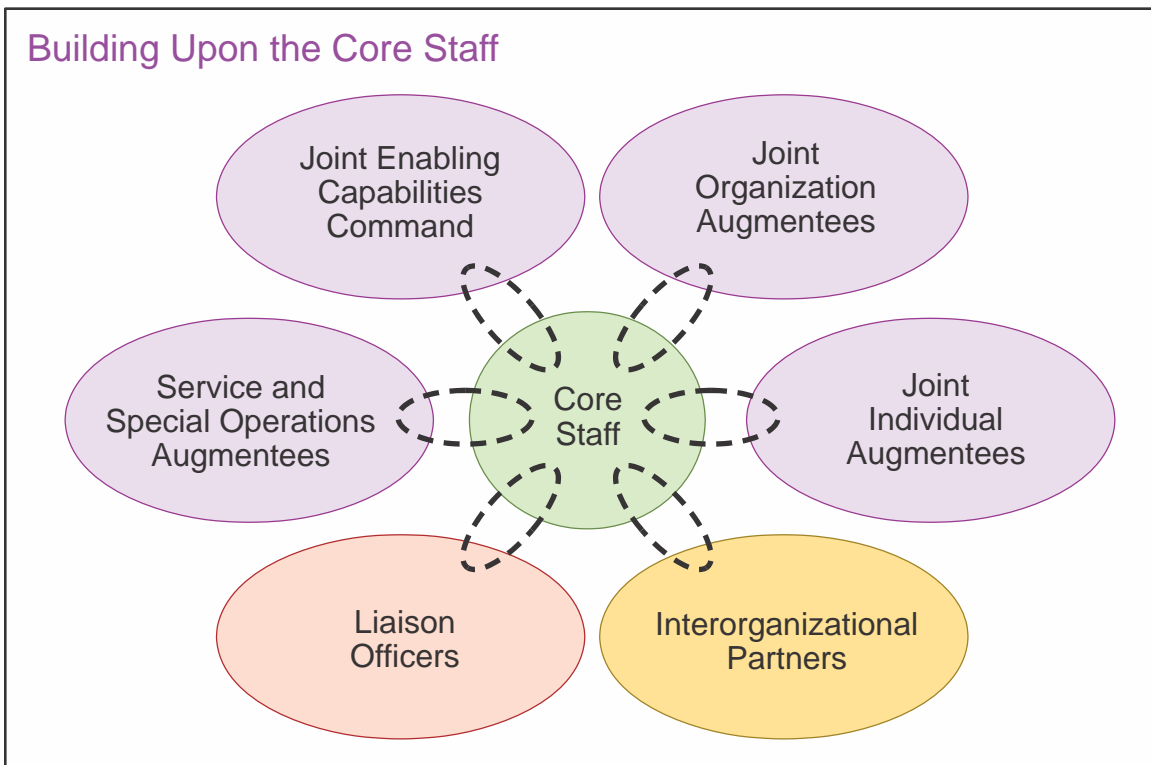 Building Upon the Core Staff
Joint Enabling
Capabilities
Command
Joint
Organization
Augmentees
Service and
Special Operations
Augmentees
Core
Staff
Joint
Individual
Augmentees
Liaison
Officers
Interorganizational
Partners